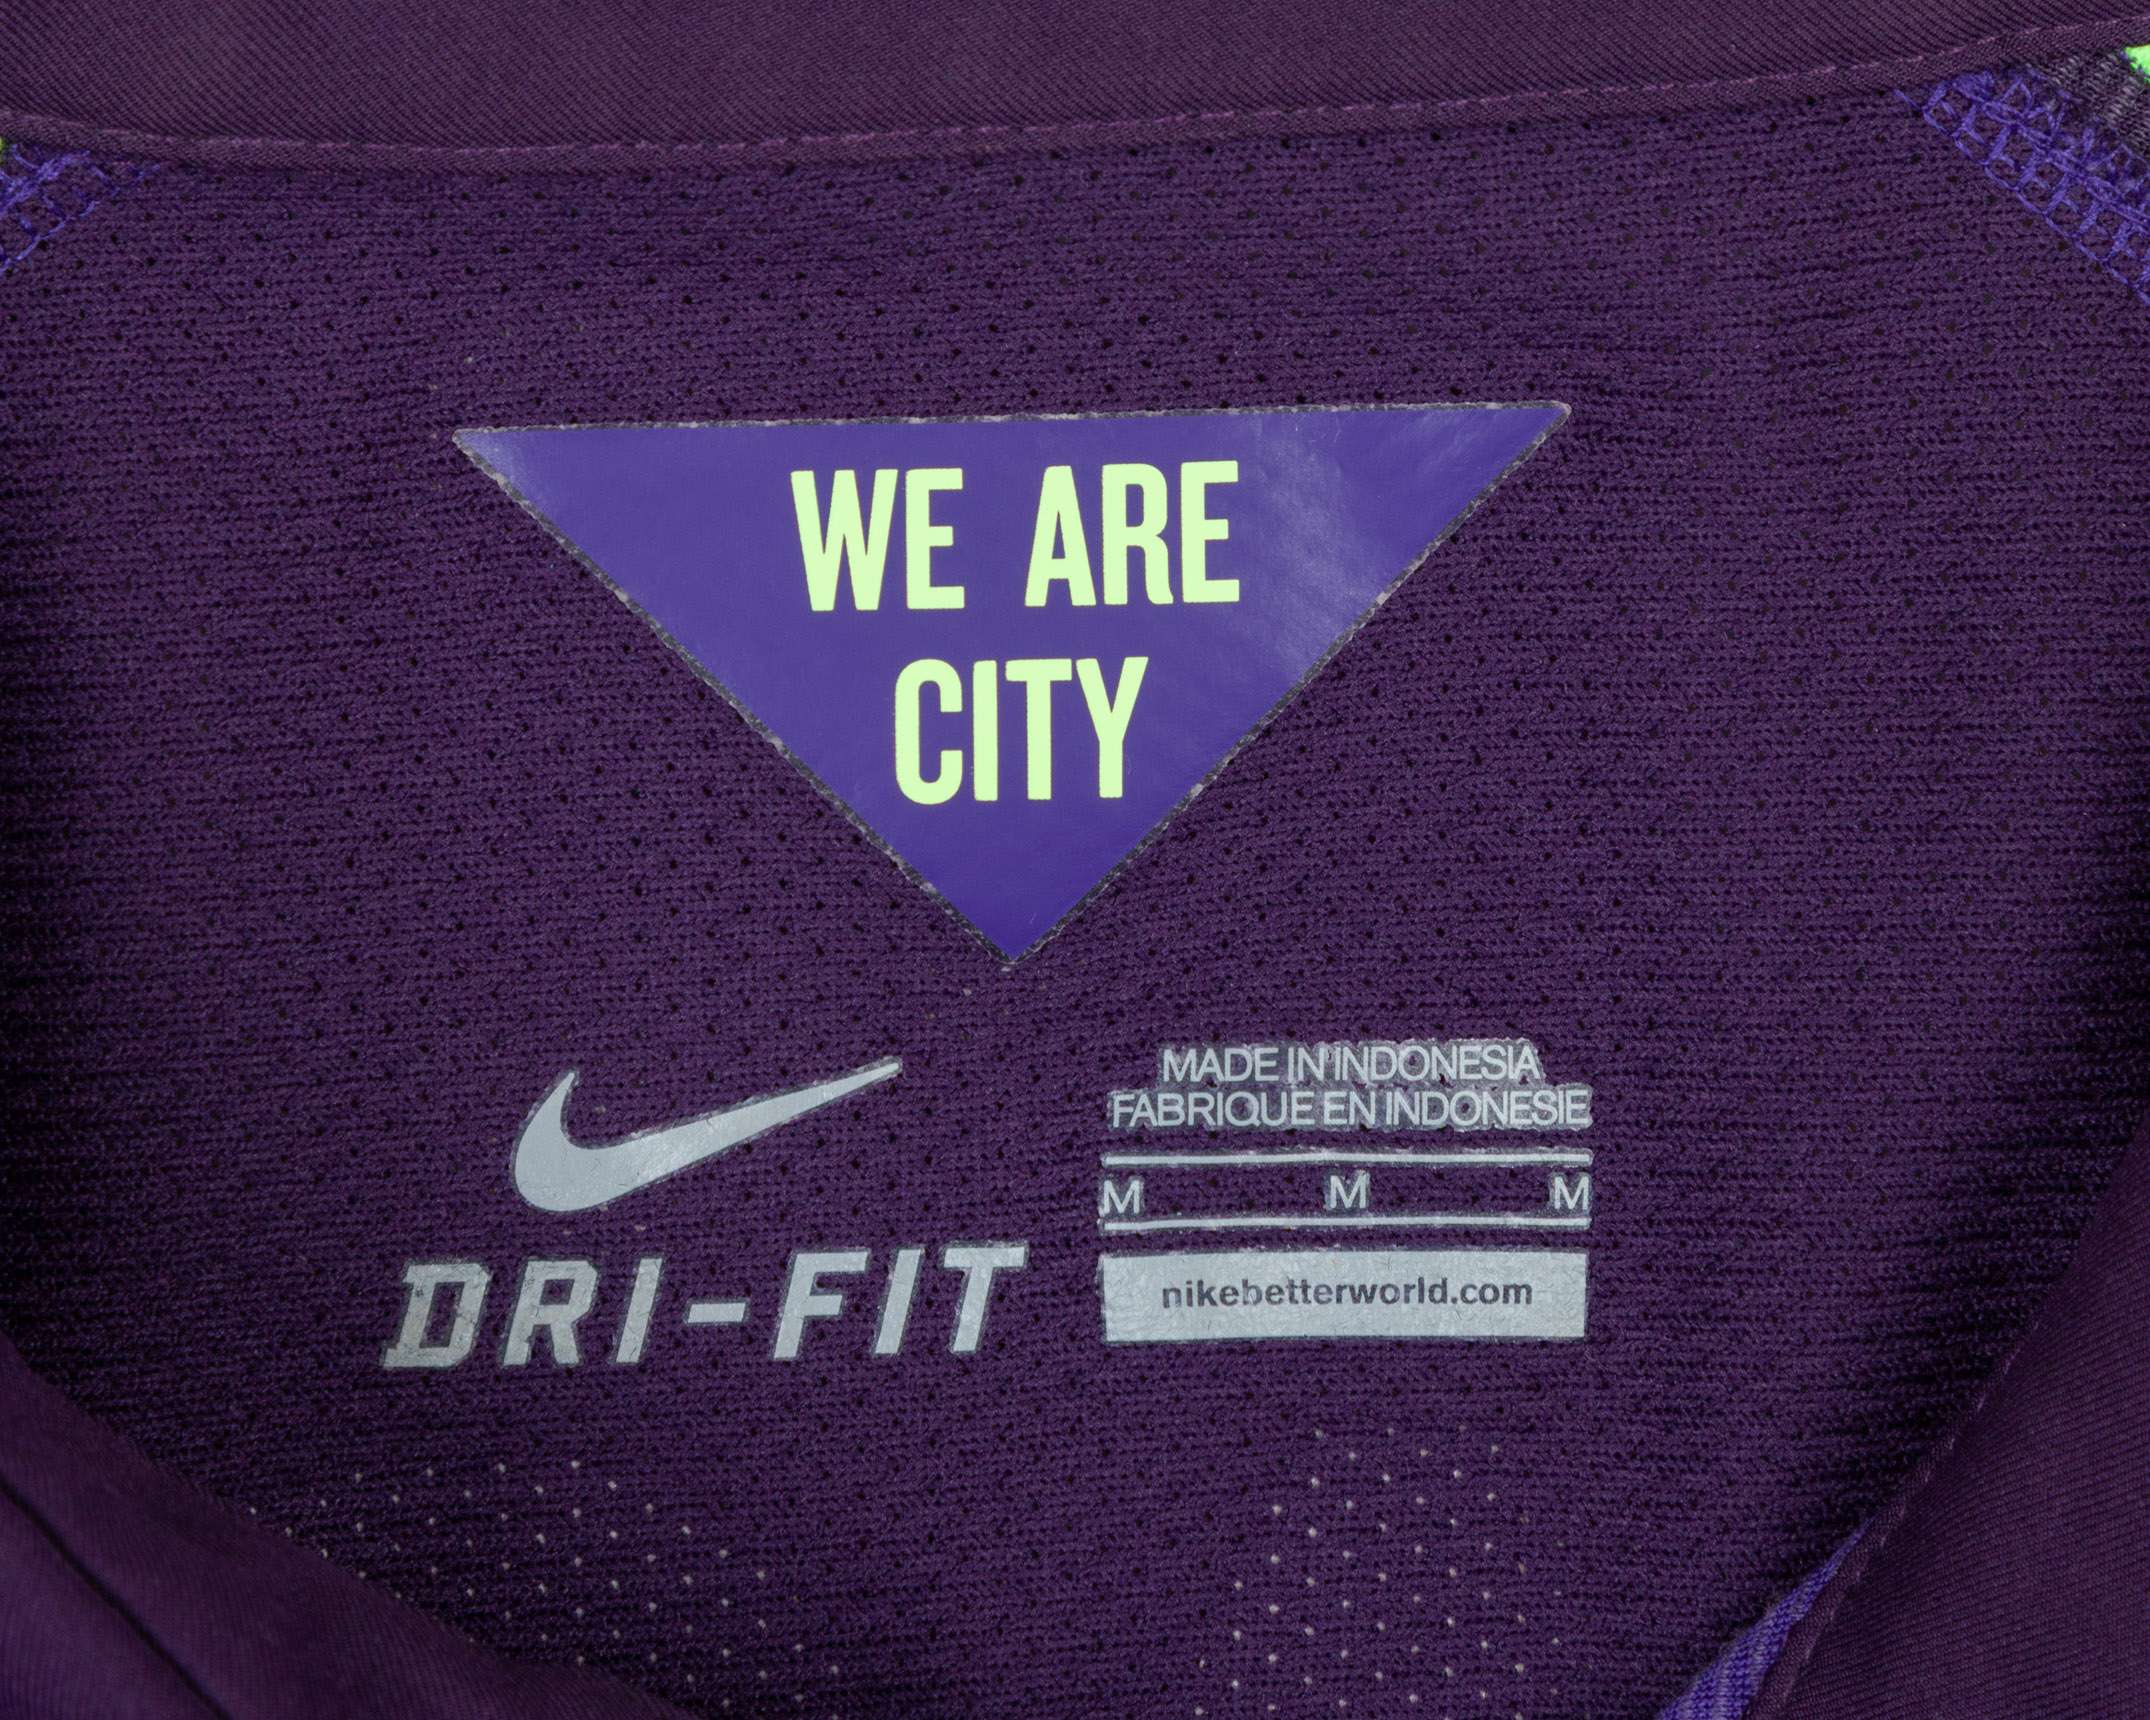 WE ARE
CITY
DRI-FIT
MADE IN INDONESIA
FABRIQUE EN INDONESIE
M M M
nikebetterworld.com